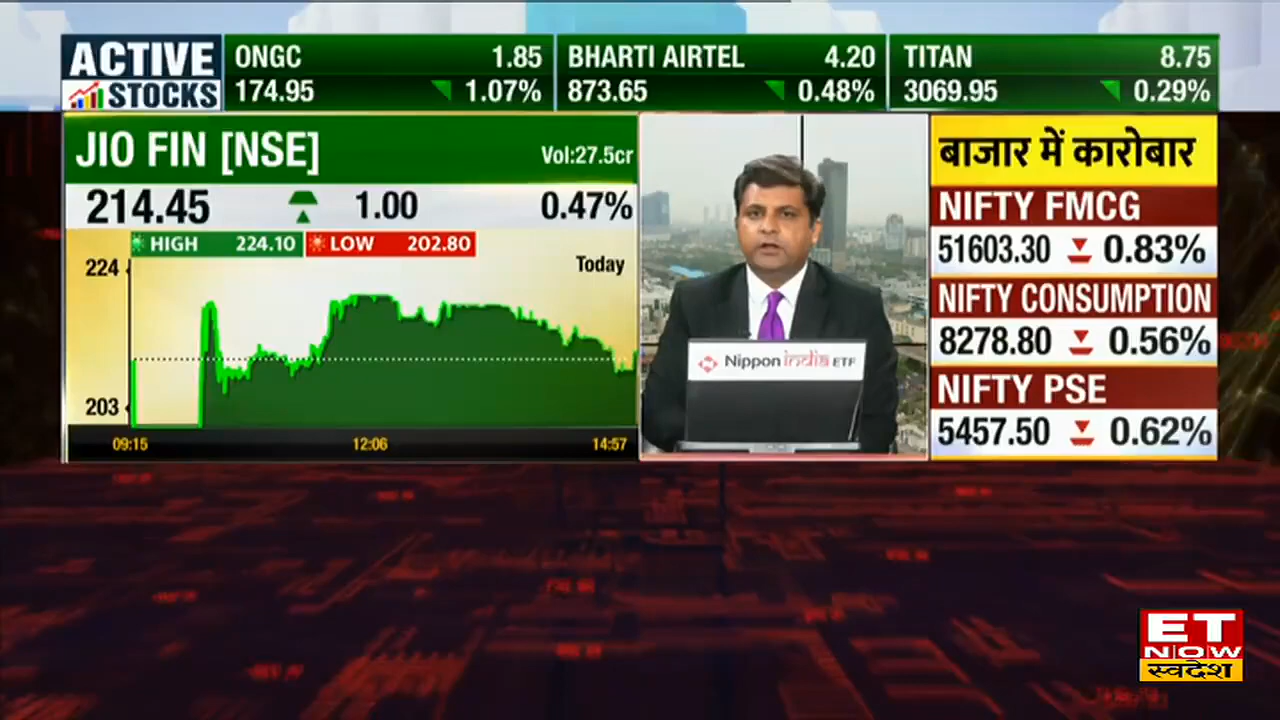 ACTIVE STOCKS
ONGC 1.85
174.95 1.07%
BHARTI AIRTEL 4.20
873.65 0.48%
TITAN 8.75
3069.95 0.29%
JIO FIN [NSE] Vol:27.5cr
214.45 1.00 0.47%
HIGH 224.10 LOW 202.80
Today
224
203
09:15 12:06 14:57
Nippon india ETF
बाजार में कारोबार
NIFTY FMCG
51603.30 0.83%
NIFTY CONSUMPTION
8278.80 0.56%
NIFTY PSE
5457.50 0.62%
ET
NOW
स्वदेश